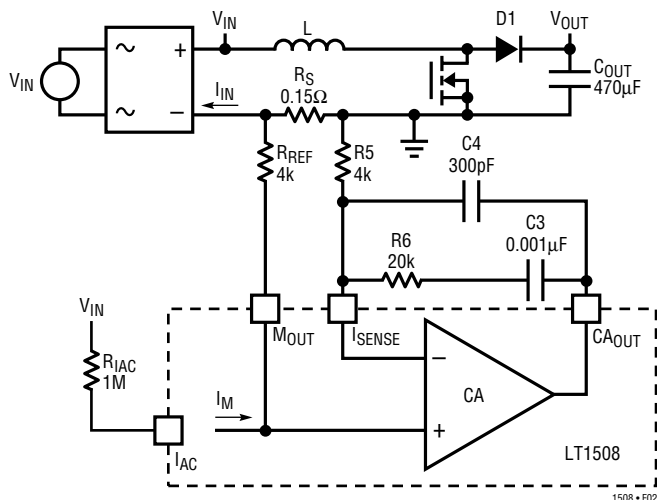 V_IN
L
D1
V_OUT
V_IN
+
−
I_IN
R_S
0.15Ω
C_OUT
470µF
R_REF
4k
R5
4k
C4
300pF
R6
20k
C3
0.001µF
V_IN
R_IAC
1M
M_OUT
I_SENSE
CA_OUT
I_M
−
+
CA
I_AC
LT1508
1508 • F02